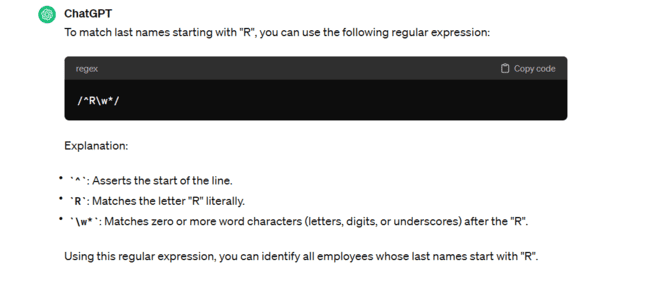 ChatGPT
To match last names starting with "R", you can use the following regular expression:
regex
Copy code
/^R\w*/
Explanation:
• `^`: Asserts the start of the line.
• `R`: Matches the letter "R" literally.
• `\w*`: Matches zero or more word characters (letters, digits, or underscores) after the "R".
Using this regular expression, you can identify all employees whose last names start with "R".